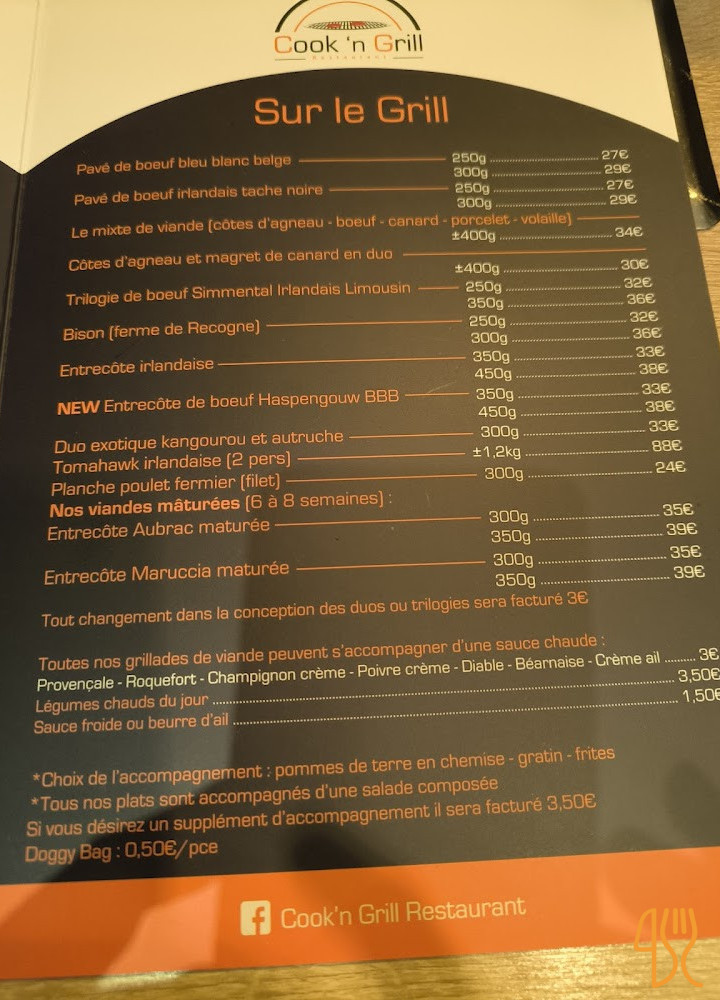 Cook 'n Grill
Restaurant
Sur le Grill
Pavé de boeuf bleu blanc belge 250g 27€
300g 29€
Pavé de boeuf irlandais tache noire 250g 27€
300g 29€
Le mixte de viande (côtes d'agneau - boeuf - canard - porcelet - volaille)
±400g 34€
Côtes d'agneau et magret de canard en duo
±400g 30€
Trilogie de boeuf Simmental Irlandais Limousin 250g 32€
350g 36€
Bison (ferme de Recogne) 250g 32€
300g 36€
Entrecôte irlandaise 350g 33€
450g 38€
NEW Entrecôte de boeuf Haspengouw BBB 350g 33€
450g 38€
Duo exotique kangourou et autruche 300g 33€
Tomahawk irlandaise (2 pers) ±1,2kg 88€
Planche poulet fermier (filet) 300g 24€
Nos viandes mâturées (6 à 8 semaines) :
Entrecôte Aubrac maturée 300g 35€
350g 39€
Entrecôte Maruccia maturée 300g 35€
350g 39€
Tout changement dans la conception des duos ou trilogies sera facturé 3€
Toutes nos grillades de viande peuvent s'accompagner d'une sauce chaude :
Provençale - Roquefort - Champignon crème - Poivre crème - Diable - Béarnaise - Crème ail 3€
Légumes chauds du jour 3,50€
Sauce froide ou beurre d'ail 1,50€
*Choix de l'accompagnement : pommes de terre en chemise - gratin - frites
*Tous nos plats sont accompagnés d'une salade composée
Si vous désirez un supplément d'accompagnement il sera facturé 3,50€
Doggy Bag : 0,50€/pce
f Cook'n Grill Restaurant